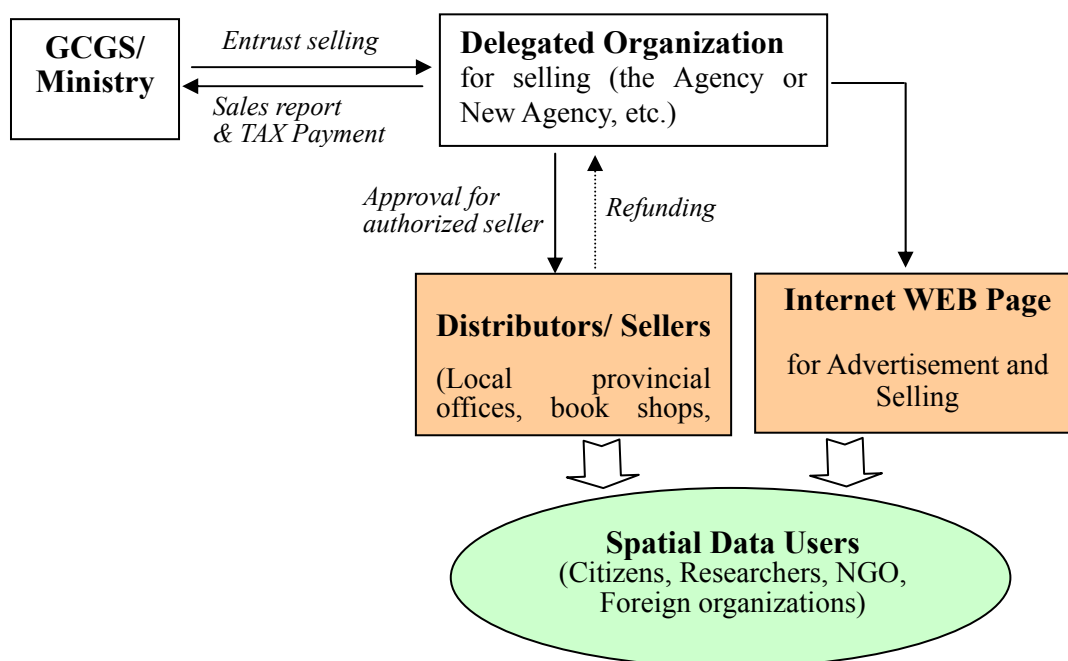 GCGS/
Ministry
Entrust selling
Sales report
& TAX Payment
Delegated Organization
for selling (the Agency or
New Agency, etc.)
Approval for
authorized seller
Refunding
Distributors/ Sellers
(Local provincial
offices, book shops,
Internet WEB Page
for Advertisement and
Selling
Spatial Data Users
(Citizens, Researchers, NGO,
Foreign organizations)